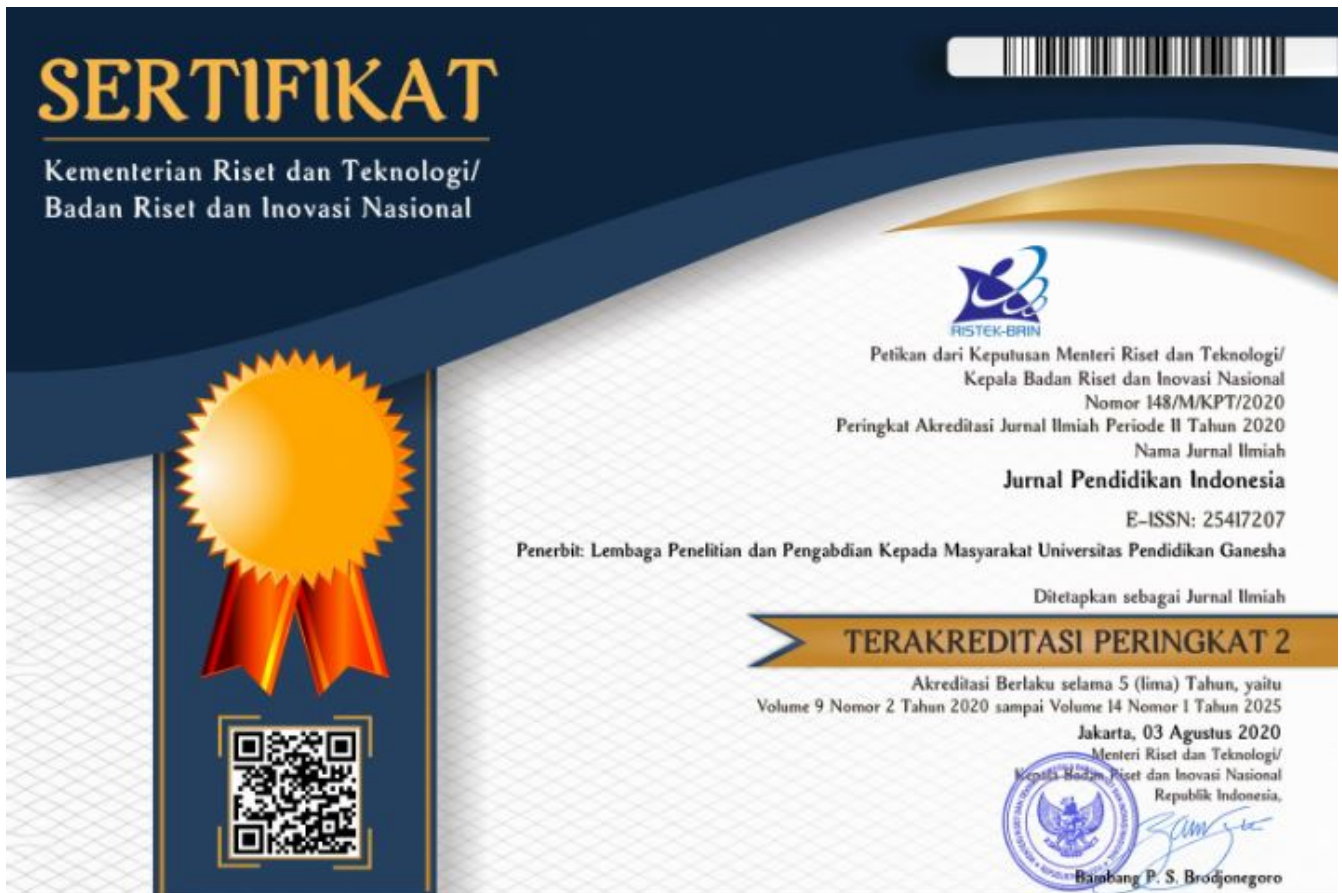 SERTIFIKAT
Kementerian Riset dan Teknologi/
Badan Riset dan Inovasi Nasional
RISTEK-BRIN
Petikan dari Keputusan Menteri Riset dan Teknologi/
Kepala Badan Riset dan Inovasi Nasional
Nomor 148/M/KPT/2020
Peringkat Akreditasi Jurnal Ilmiah Periode II Tahun 2020
Nama Jurnal Ilmiah
Jurnal Pendidikan Indonesia
E-ISSN: 25417207
Penerbit: Lembaga Penelitian dan Pengabdian Kepada Masyarakat Universitas Pendidikan Ganesha
Ditetapkan sebagai Jurnal Ilmiah
TERAKREDITASI PERINGKAT 2
Akreditasi Berlaku selama 5 (lima) Tahun, yaitu
Volume 9 Nomor 2 Tahun 2020 sampai Volume 14 Nomor 1 Tahun 2025
Jakarta, 03 Agustus 2020
Menteri Riset dan Teknologi/
Kepala Badan Riset dan Inovasi Nasional
Republik Indonesia,
Bambang P. S. Brodjonegoro